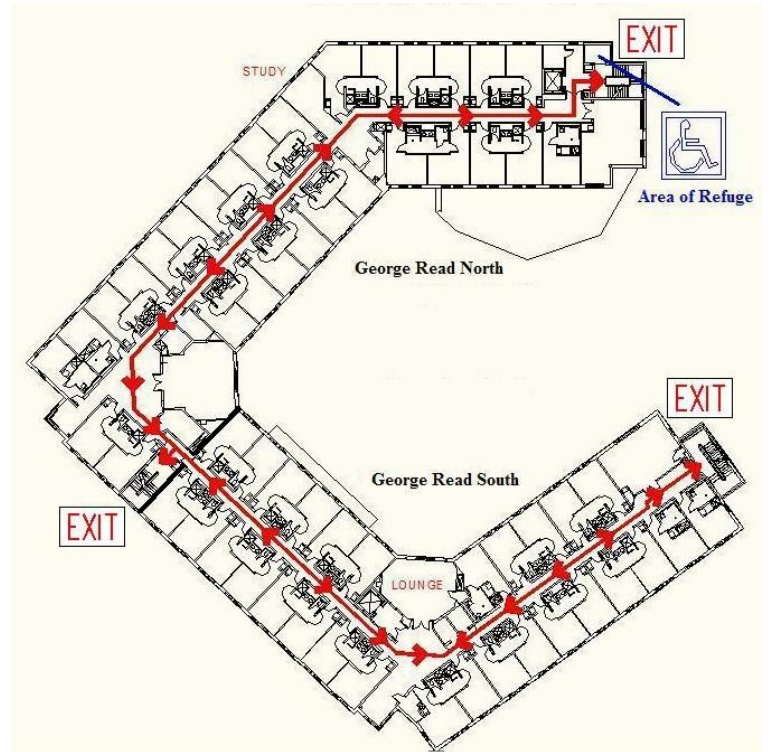 EXIT
STUDY
Area of Refuge
George Read North
EXIT
George Read South
EXIT
LOUNGE